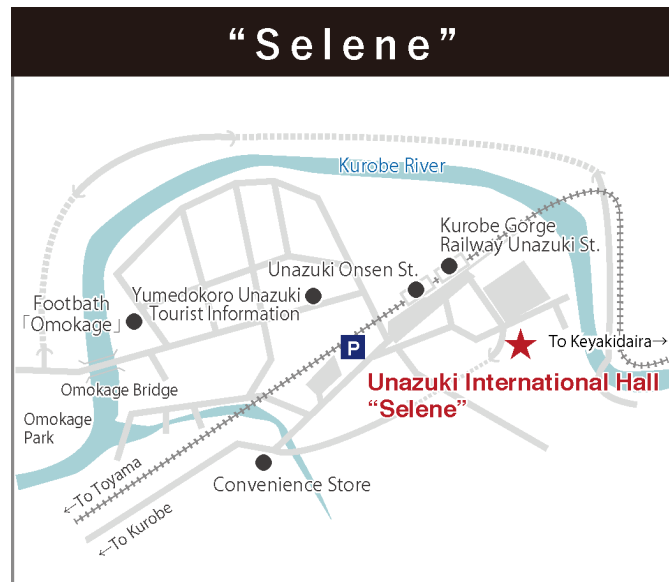 “Selene”
Kurobe River
Kurobe Gorge
Railway Unazuki St.
Unazuki Onsen St.
Yumedokoro Unazuki
Tourist Information
Footbath
「Omokage」
P
To Keyakidaira→
Unazuki International Hall
“Selene”
Omokage Bridge
Omokage
Park
←To Toyama
Convenience Store
←To Kurobe